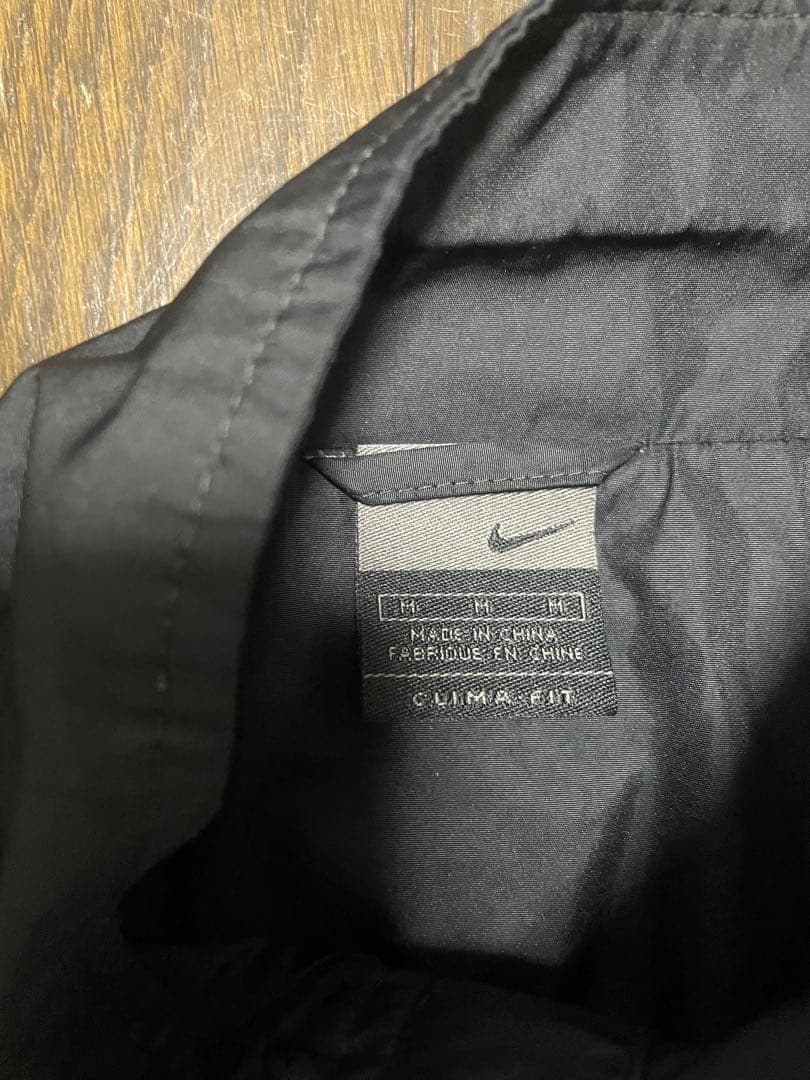 M M M
MADE IN CHINA
FABRIQUE EN CHINE
CLIMA-FIT